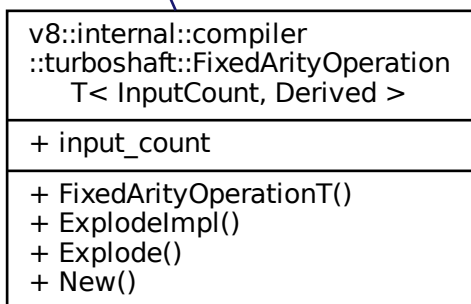 v8::internal::compiler
::turboshaft::FixedArityOperation
T< InputCount, Derived >
+ input_count
+ FixedArityOperationT()
+ ExplodeImpl()
+ Explode()
+ New()